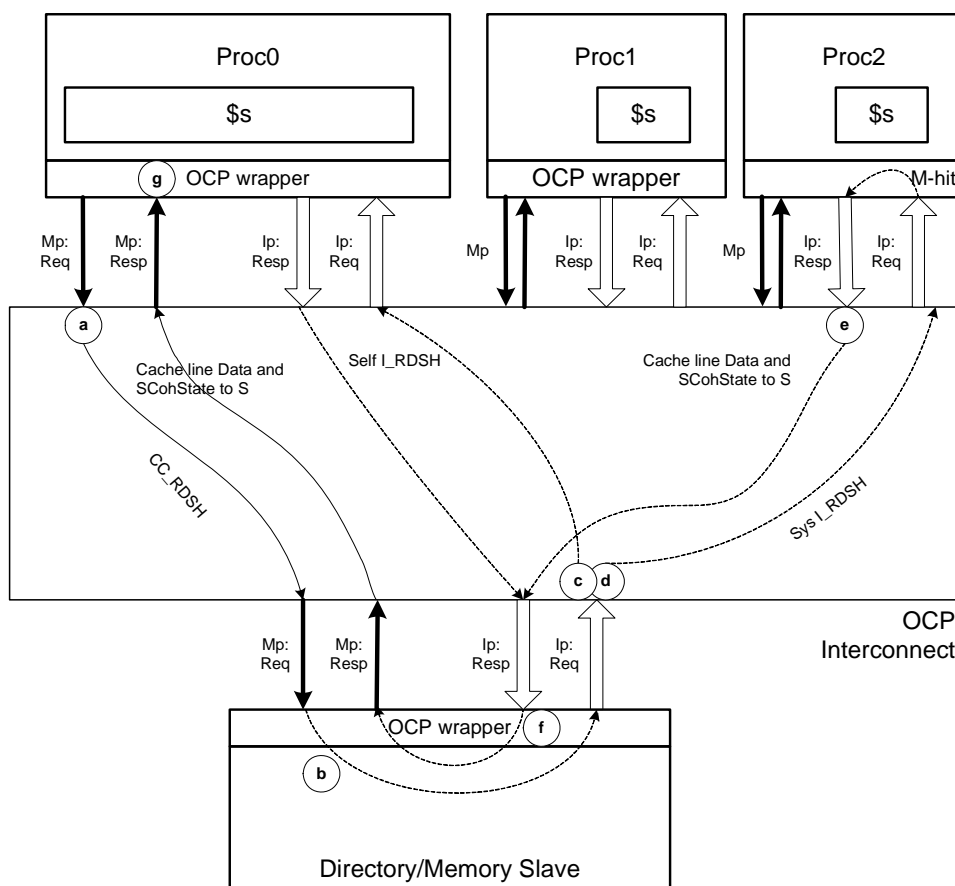 Proc0
Proc1
Proc2
$s
$s
$s
g
OCP wrapper
OCP wrapper
M-hit
Mp:
Req
Mp:
Resp
Ip:
Resp
Ip:
Req
Mp
Ip:
Resp
Ip:
Req
Mp
Ip:
Resp
Ip:
Req
a
e
Cache line Data and
SCohState to S
Self I_RDSH
Cache line Data and
SCohState to S
CC_RDSH
Sys I_RDSH
c
d
OCP
Interconnect
Mp:
Req
Mp:
Resp
Ip:
Resp
Ip:
Req
OCP wrapper
f
b
Directory/Memory Slave